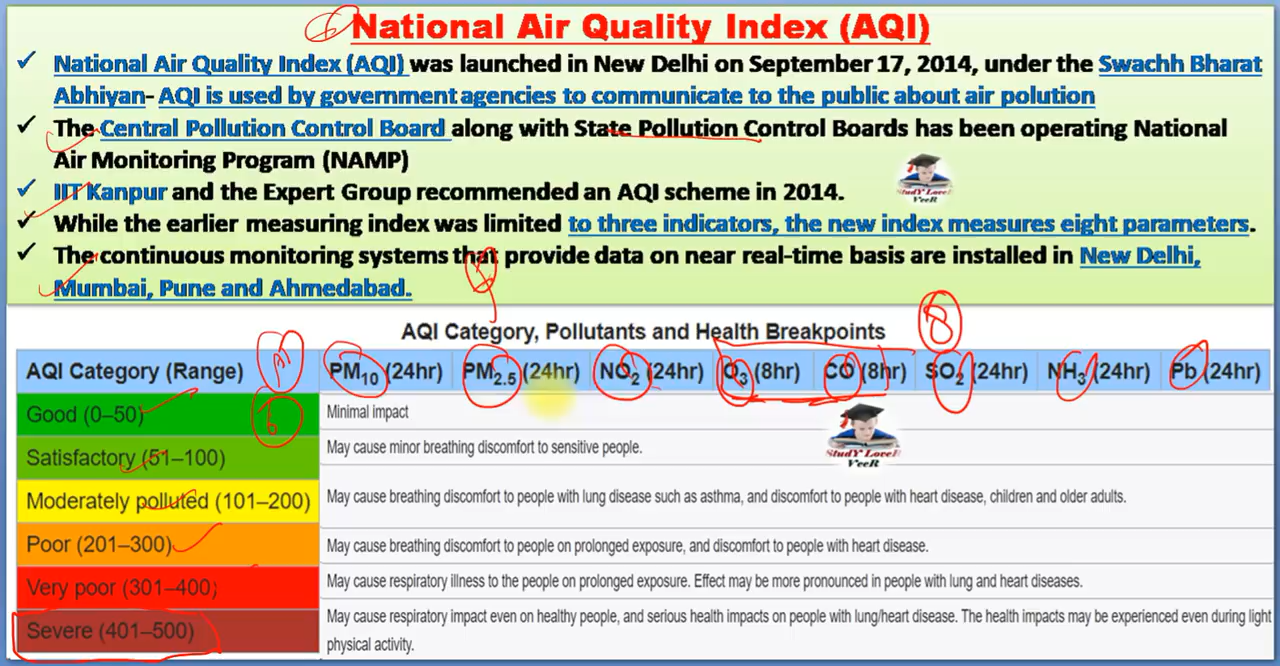 National Air Quality Index (AQI)
✓ National Air Quality Index (AQI) was launched in New Delhi on September 17, 2014, under the Swachh Bharat
Abhiyan- AQI is used by government agencies to communicate to the public about air polution
✓ The Central Pollution Control Board along with State Pollution Control Boards has been operating National
Air Monitoring Program (NAMP)
✓ IIT Kanpur and the Expert Group recommended an AQI scheme in 2014.
✓ While the earlier measuring index was limited to three indicators, the new index measures eight parameters.
✓ The continuous monitoring systems that provide data on near real-time basis are installed in New Delhi,
Mumbai, Pune and Ahmedabad.
StudY LoveR
VeeR
8
AQI Category, Pollutants and Health Breakpoints
AQI Category (Range) PM10 (24hr) PM2.5 (24hr) NO2 (24hr) O3 (8hr) CO (8hr) SO2 (24hr) NH3 (24hr) Pb (24hr)
Good (0–50) 6 Minimal impact
Satisfactory (51–100) May cause minor breathing discomfort to sensitive people.
StudY LoveR
VeeR
Moderately polluted (101–200) May cause breathing discomfort to people with lung disease such as asthma, and discomfort to people with heart disease, children and older adults.
Poor (201–300) May cause breathing discomfort to people on prolonged exposure, and discomfort to people with heart disease.
Very poor (301–400) May cause respiratory illness to the people on prolonged exposure. Effect may be more pronounced in people with lung and heart diseases.
Severe (401–500) May cause respiratory impact even on healthy people, and serious health impacts on people with lung/heart disease. The health impacts may be experienced even during light
physical activity.